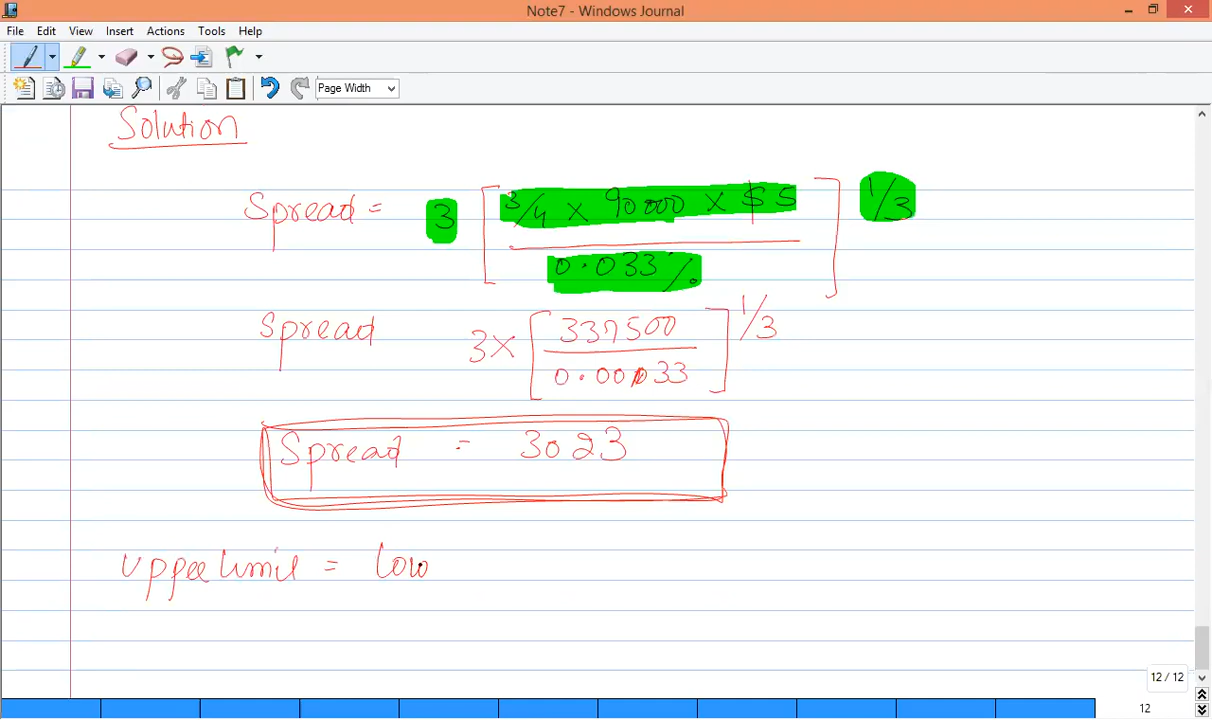 Note7 - Windows Journal
File Edit View Insert Actions Tools Help
Page Width
Solution
Spread = 3 [ 3/4 x 90000 x $5 / 0.033% ] 1/3
Spread 3 x [ 337500 / 0.00033 ] 1/3
Spread = 3023
Upper limit = Low
12 / 12
12